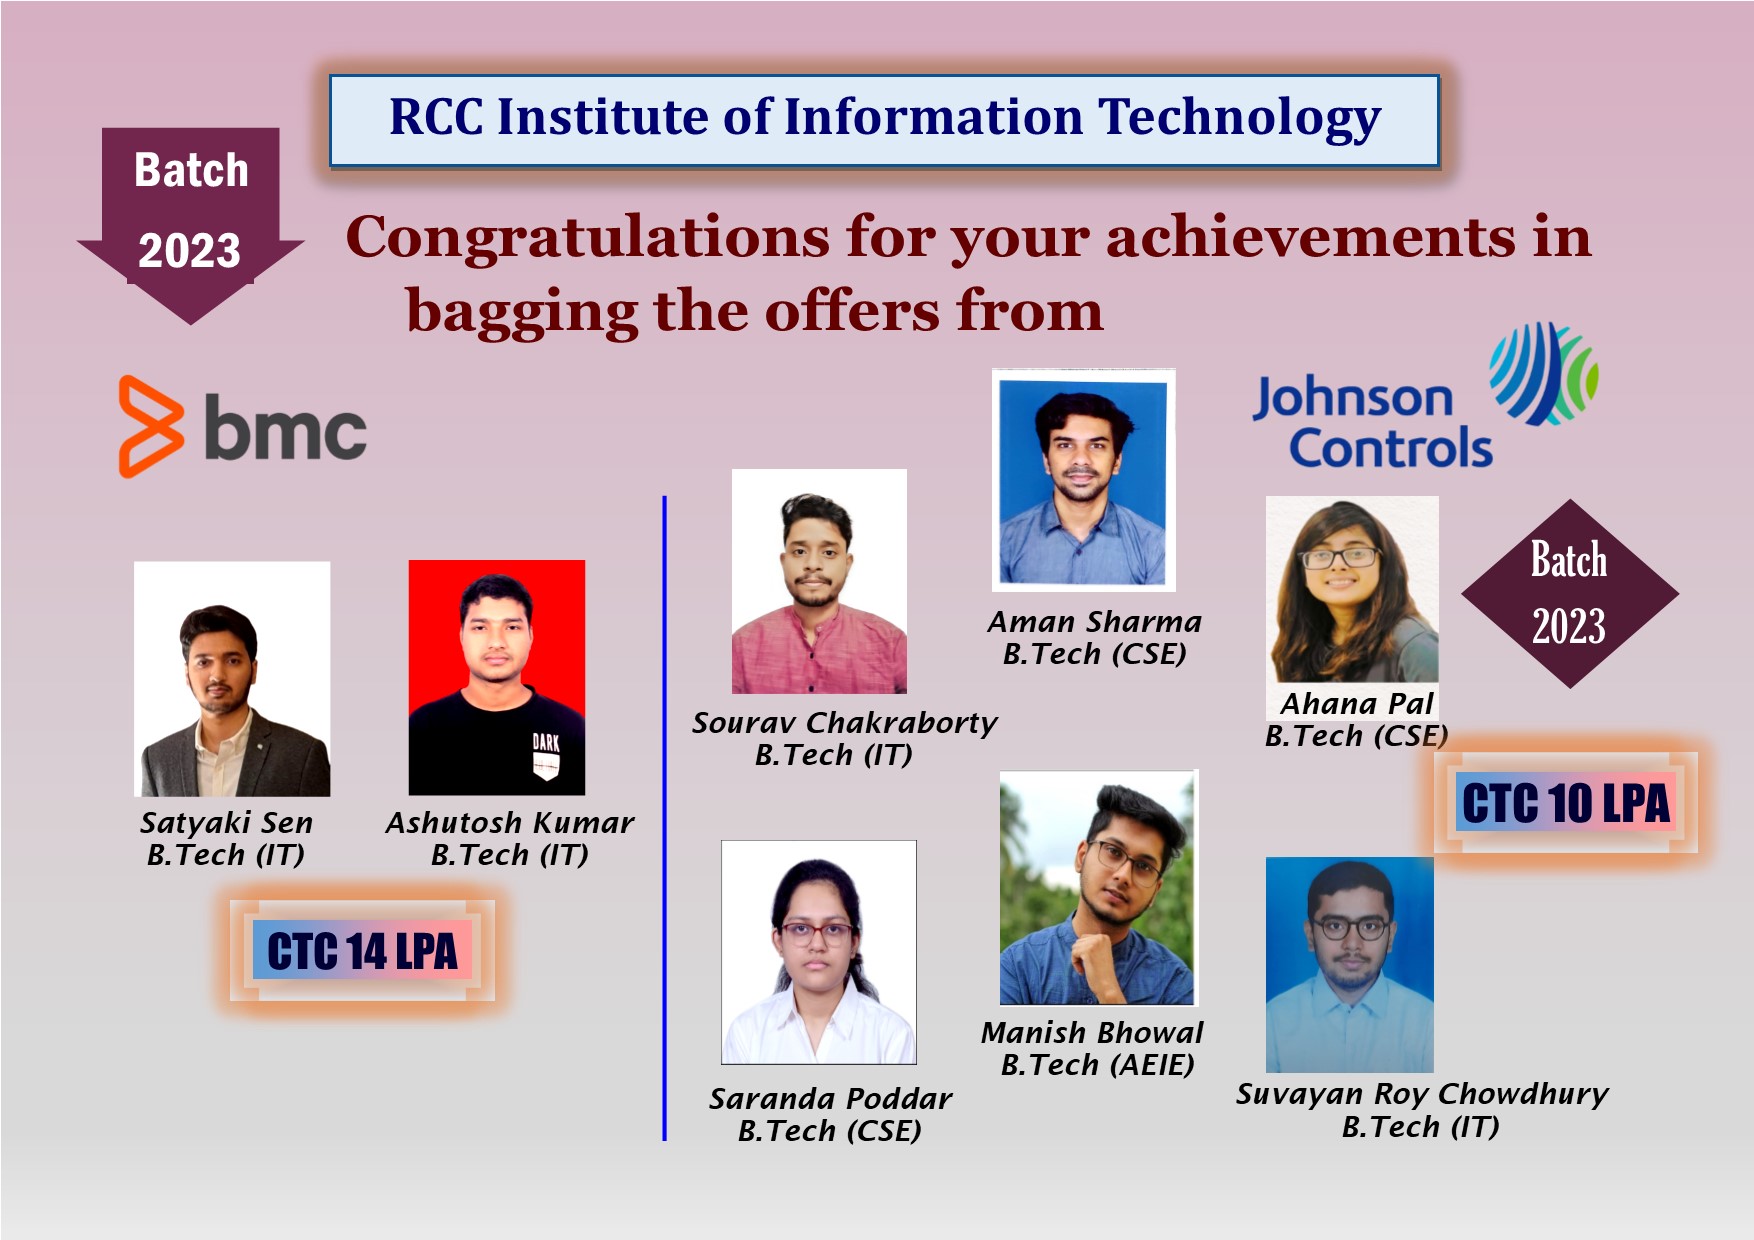 RCC Institute of Information Technology
Batch
2023
Congratulations for your achievements in
bagging the offers from
bmc
Johnson
Controls
Satyaki Sen
B.Tech (IT)
Ashutosh Kumar
B.Tech (IT)
DARK
CTC 14 LPA
Sourav Chakraborty
B.Tech (IT)
Aman Sharma
B.Tech (CSE)
Ahana Pal
B.Tech (CSE)
Batch
2023
CTC 10 LPA
Saranda Poddar
B.Tech (CSE)
Manish Bhowal
B.Tech (AEIE)
Suvayan Roy Chowdhury
B.Tech (IT)